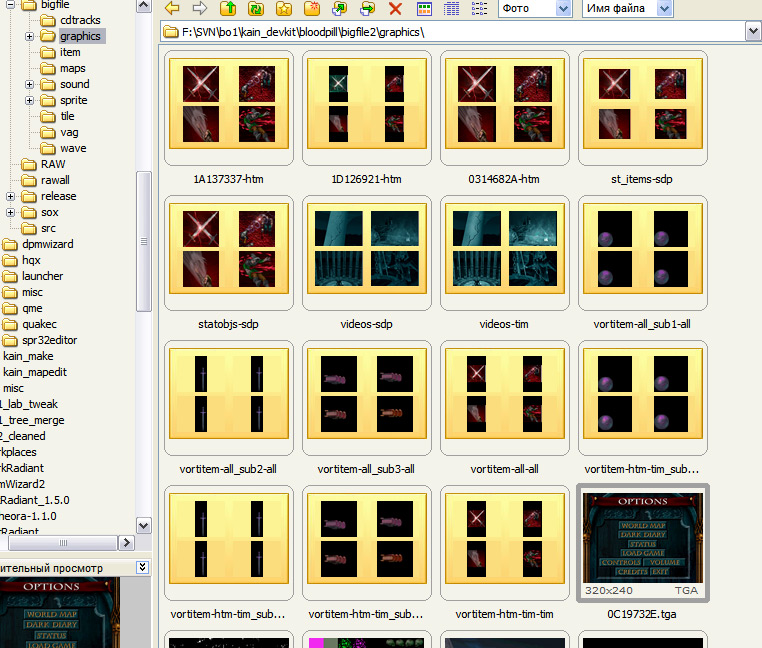 Фото
Имя файла
F:\SVN\bo1\kain_devkit\bloodpill\bigfile2\graphics\
bigfile
cdtracks
graphics
item
maps
sound
sprite
tile
vag
wave
RAW
rawall
release
sox
src
dpmwizard
hqx
launcher
misc
qme
quakec
spr32editor
kain_make
kain_mapedit
misc
1_lab_tweak
1_tree_merge
2_cleaned
rkplaces
rkRadiant
mWizard2
Radiant_1.5.0
heora-1.1.0
Radiant
ительный просмотр
OPTIONS
WORLD MAP
DARK DIARY
STATUS
LOAD GAME
1A137337-htm
1D126921-htm
0314682A-htm
st_items-sdp
statobjs-sdp
videos-sdp
videos-tim
vortitem-all_sub1-all
vortitem-all_sub2-all
vortitem-all_sub3-all
vortitem-all-all
vortitem-htm-tim_sub...
OPTIONS
WORLD MAP
DARK DIARY
STATUS
LOAD GAME
CONTROLS VOLUME
CREDITS EXIT
320x240 TGA
vortitem-htm-tim_sub...
vortitem-htm-tim_sub...
vortitem-htm-tim-tim
0C19732E.tga